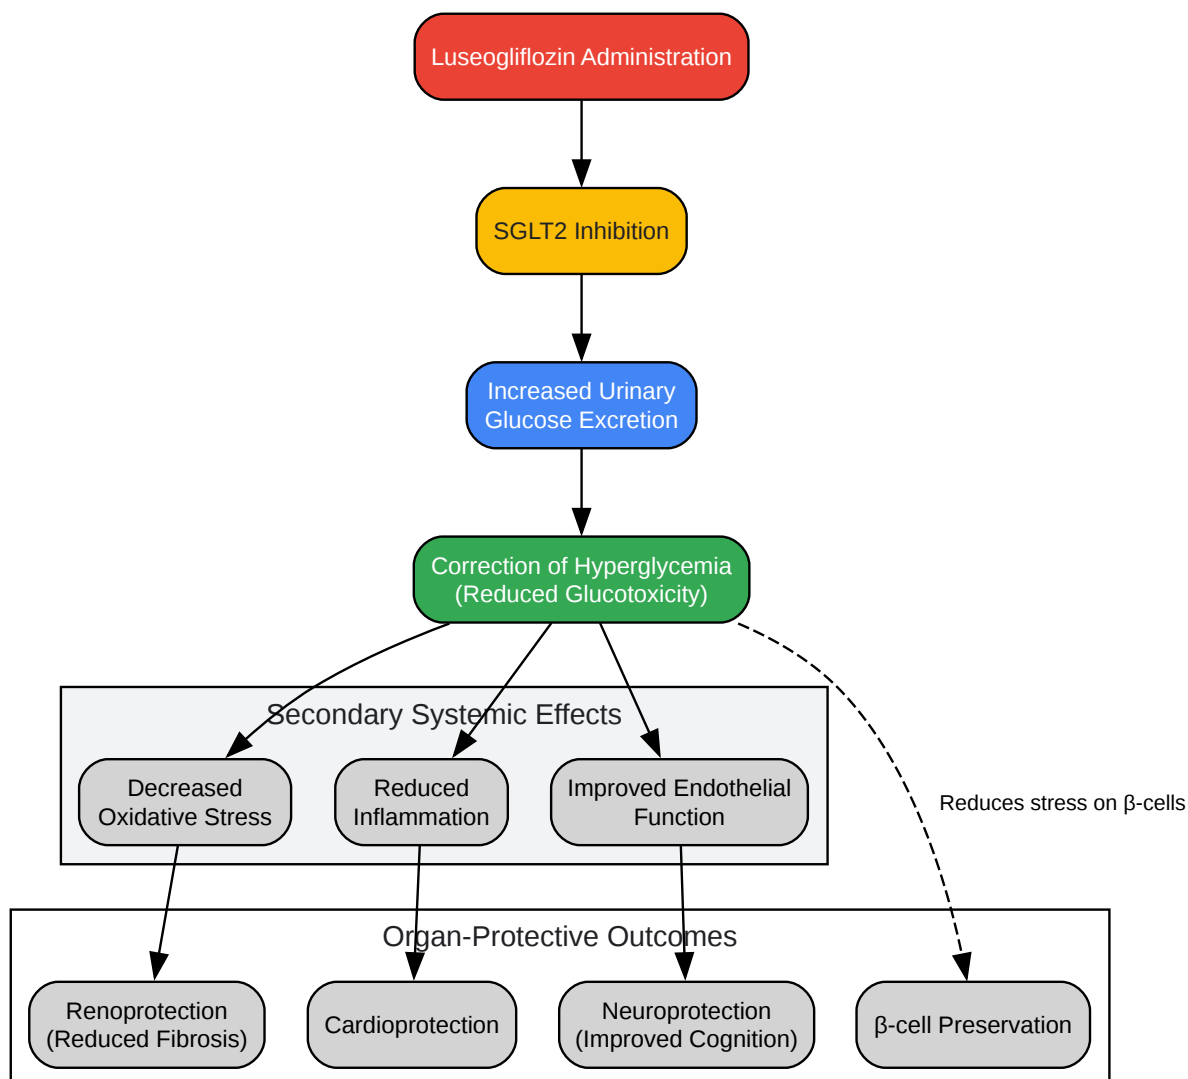 Luseogliflozin Administration
SGLT2 Inhibition
Increased Urinary
Glucose Excretion
Correction of Hyperglycemia
(Reduced Glucotoxicity)
Secondary Systemic Effects
Decreased
Oxidative Stress
Reduced
Inflammation
Improved Endothelial
Function
Reduces stress on β-cells
Organ-Protective Outcomes
Renoprotection
(Reduced Fibrosis)
Cardioprotection
Neuroprotection
(Improved Cognition)
β-cell Preservation